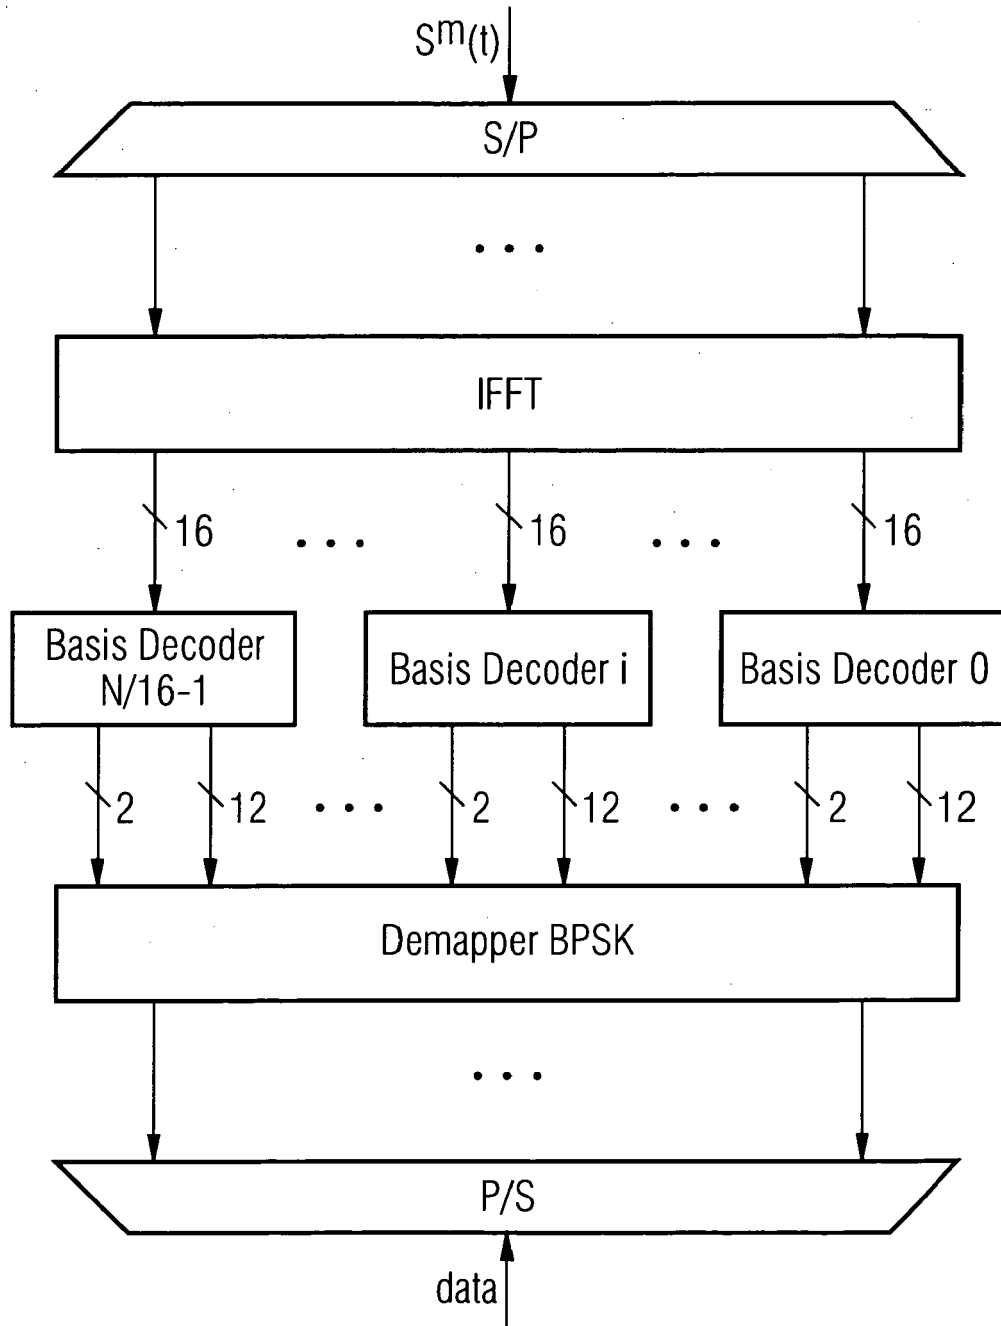 Sm(t)
S/P
IFFT
16 16 16
Basis Decoder
N/16-1
Basis Decoder i
Basis Decoder 0
2 12 2 12 2 12
Demapper BPSK
P/S
data